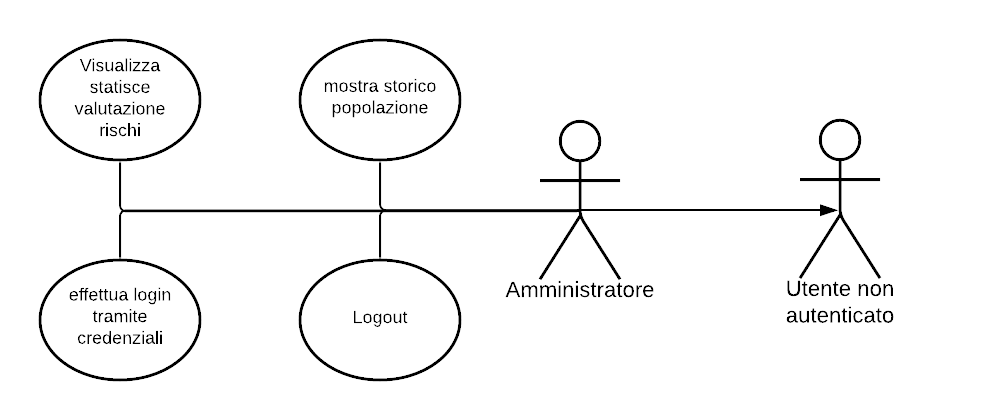 Visualizza
statisce
valutazione
rischi
mostra storico
popolazione
effettua login
tramite
credenziali
Logout
Amministratore
Utente non
autenticato